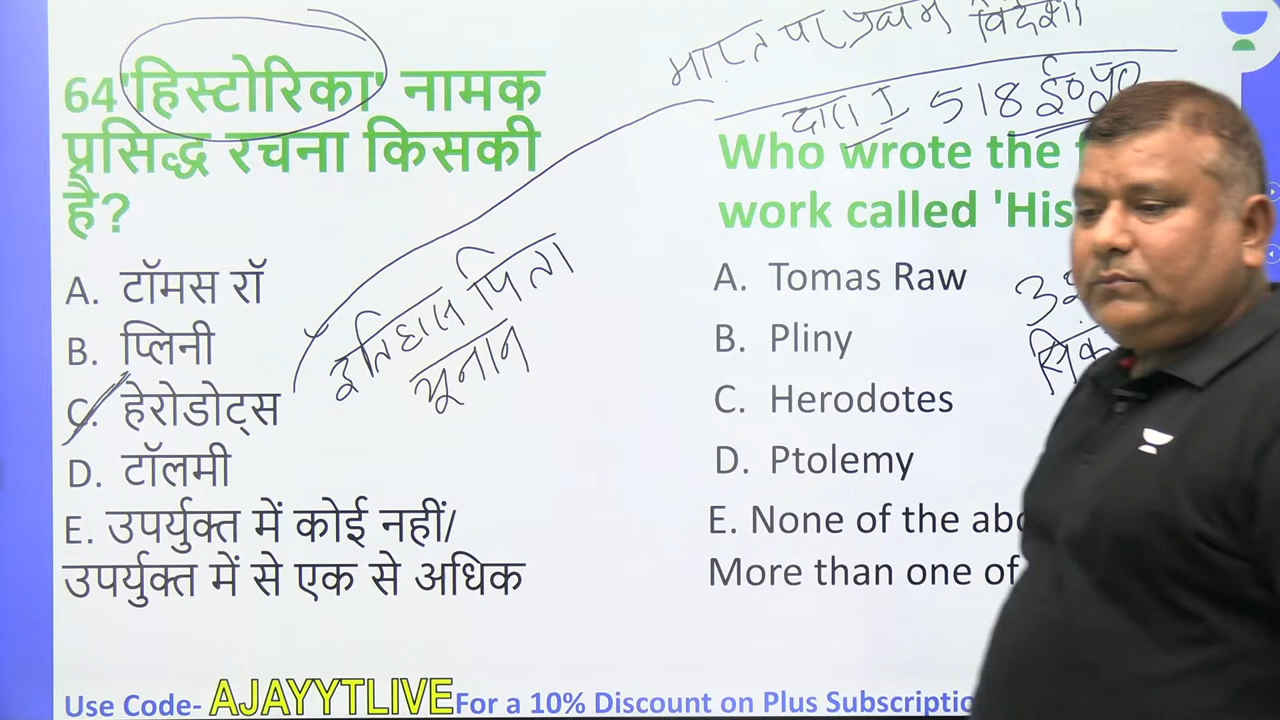 64'हिस्टोरिका' नामक
प्रसिद्ध रचना किसकी
है?
A. टॉमस रॉ
B. प्लिनी
C. हेरोडोट्स
D. टॉलमी
E. उपर्युक्त में कोई नहीं/
उपर्युक्त में से एक से अधिक
इतिहास पिता
यूनान
भारत पर प्रथम विदेशी
दारा I 518 ई०पू०
Who wrote the
work called 'His
A. Tomas Raw
B. Pliny
C. Herodotes
D. Ptolemy
E. None of the abo
More than one of
Use Code- AJAYYTLIVE For a 10% Discount on Plus Subscriptio